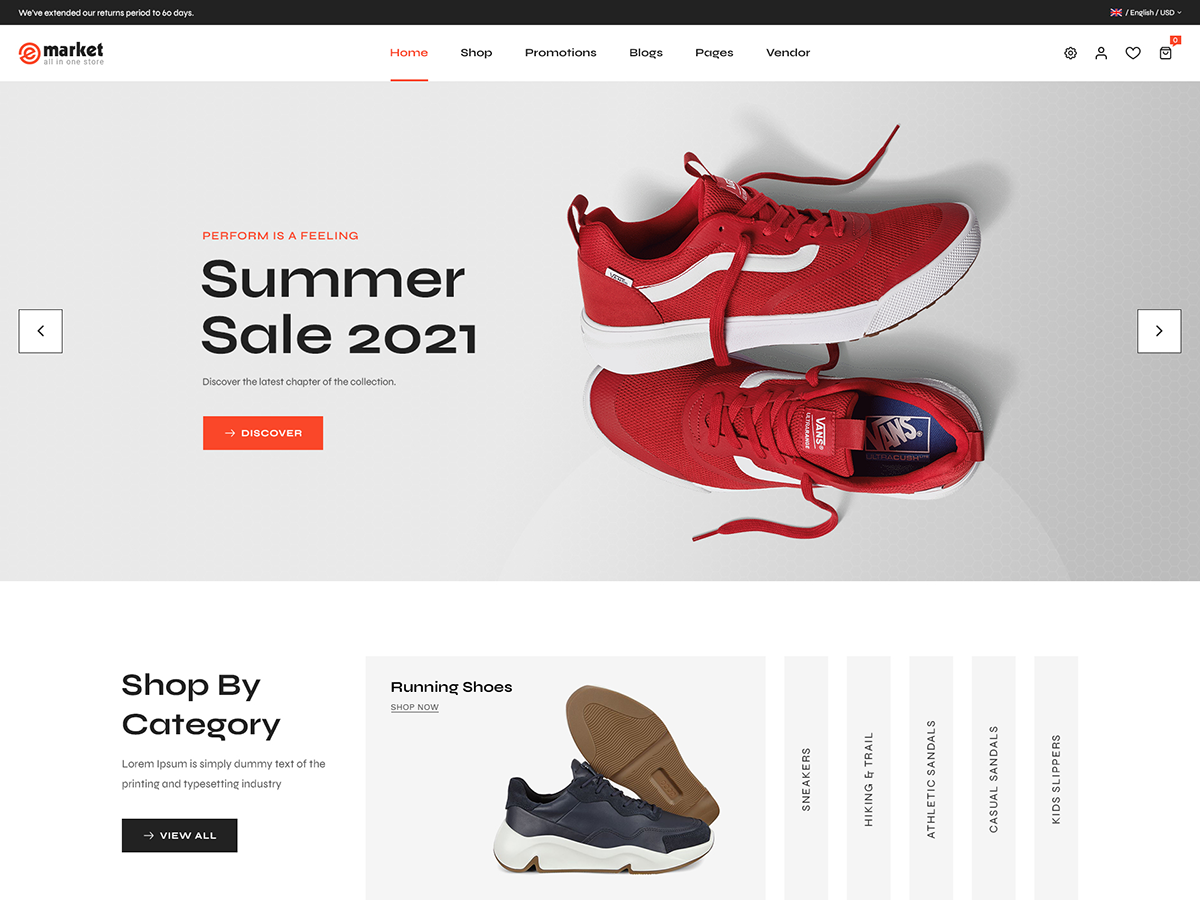 We've extended our returns period to 60 days.
/ English / USD
e market
all in one store
Home Shop Promotions Blogs Pages Vendor
0
PERFORM IS A FEELING
Summer
Sale 2021
Discover the latest chapter of the collection.
→ DISCOVER
VANS
VANS
ULTRARANGE
VANS
ULTRACUSH
Shop By
Category
Lorem Ipsum is simply dummy text of the
printing and typesetting industry
→ VIEW ALL
Running Shoes
SHOP NOW
SNEAKERS
HIKING & TRAIL
ATHLETIC SANDALS
CASUAL SANDALS
KIDS SLIPPERS